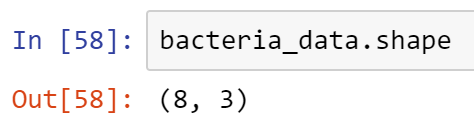 In [58]: bacteria_data.shape
Out[58]: (8, 3)